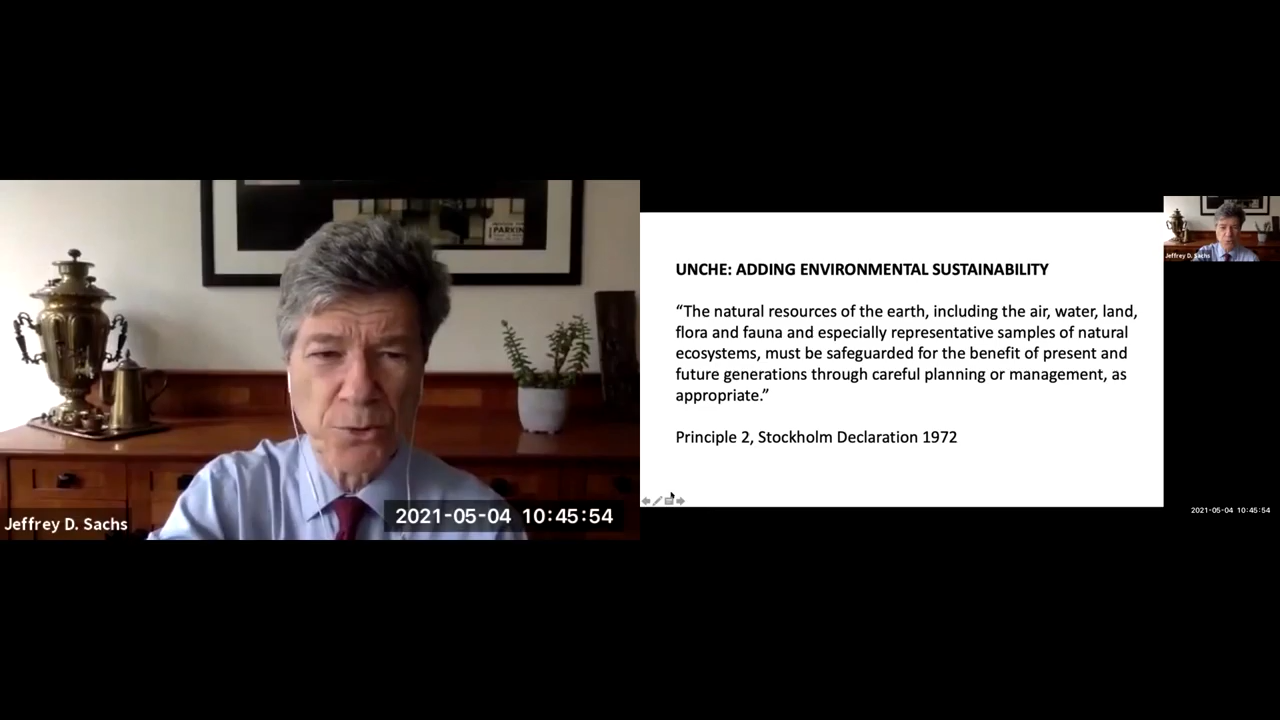 PARKIN
Jeffrey D. Sachs
2021-05-04 10:45:54
UNCHE: ADDING ENVIRONMENTAL SUSTAINABILITY
“The natural resources of the earth, including the air, water, land,
flora and fauna and especially representative samples of natural
ecosystems, must be safeguarded for the benefit of present and
future generations through careful planning or management, as
appropriate.”
Principle 2, Stockholm Declaration 1972
Jeffrey D. Sachs
2021-05-04 10:45:54